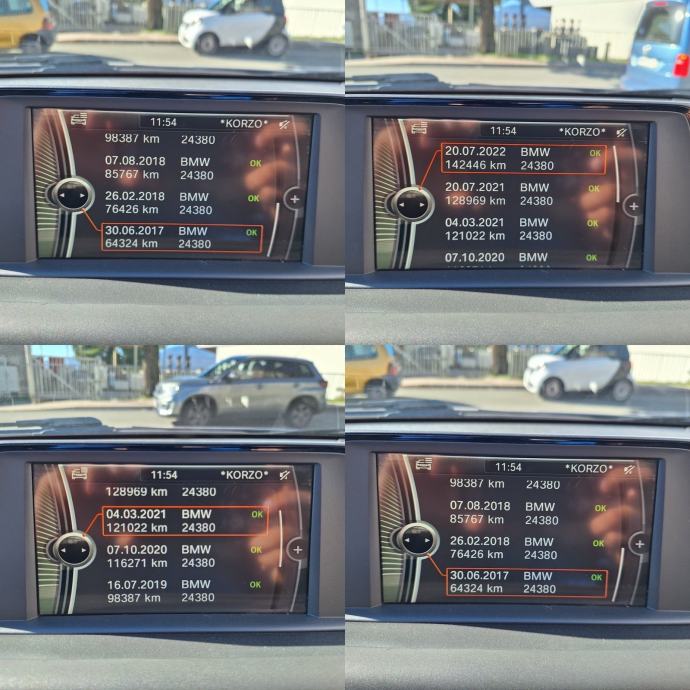 11:54 *KORZO*
98387 km 24380
07.08.2018 BMW OK
85767 km 24380
26.02.2018 BMW OK
76426 km 24380
30.06.2017 BMW OK
64324 km 24380
11:54 *KORZO*
20.07.2022 BMW OK
142446 km 24380
20.07.2021 BMW OK
128969 km 24380
04.03.2021 BMW OK
121022 km 24380
07.10.2020 BMW OK
11:54 *KORZO*
128969 km 24380
04.03.2021 BMW OK
121022 km 24380
07.10.2020 BMW OK
116271 km 24380
16.07.2019 BMW OK
98387 km 24380
11:54 *KORZO*
98387 km 24380
07.08.2018 BMW OK
85767 km 24380
26.02.2018 BMW OK
76426 km 24380
30.06.2017 BMW OK
64324 km 24380